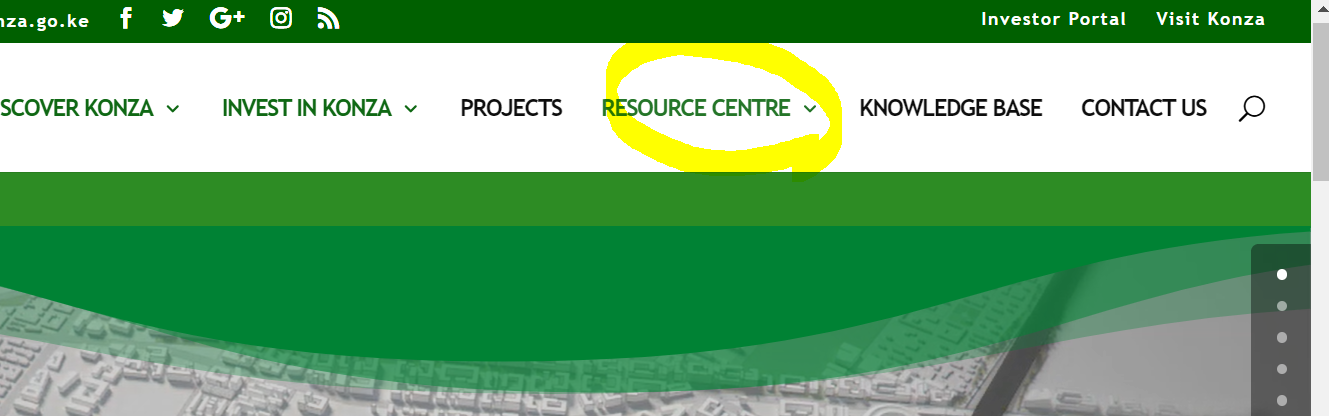 nza.go.ke Investor Portal Visit Konza
SCOVER KONZA INVEST IN KONZA PROJECTS RESOURCE CENTRE KNOWLEDGE BASE CONTACT US